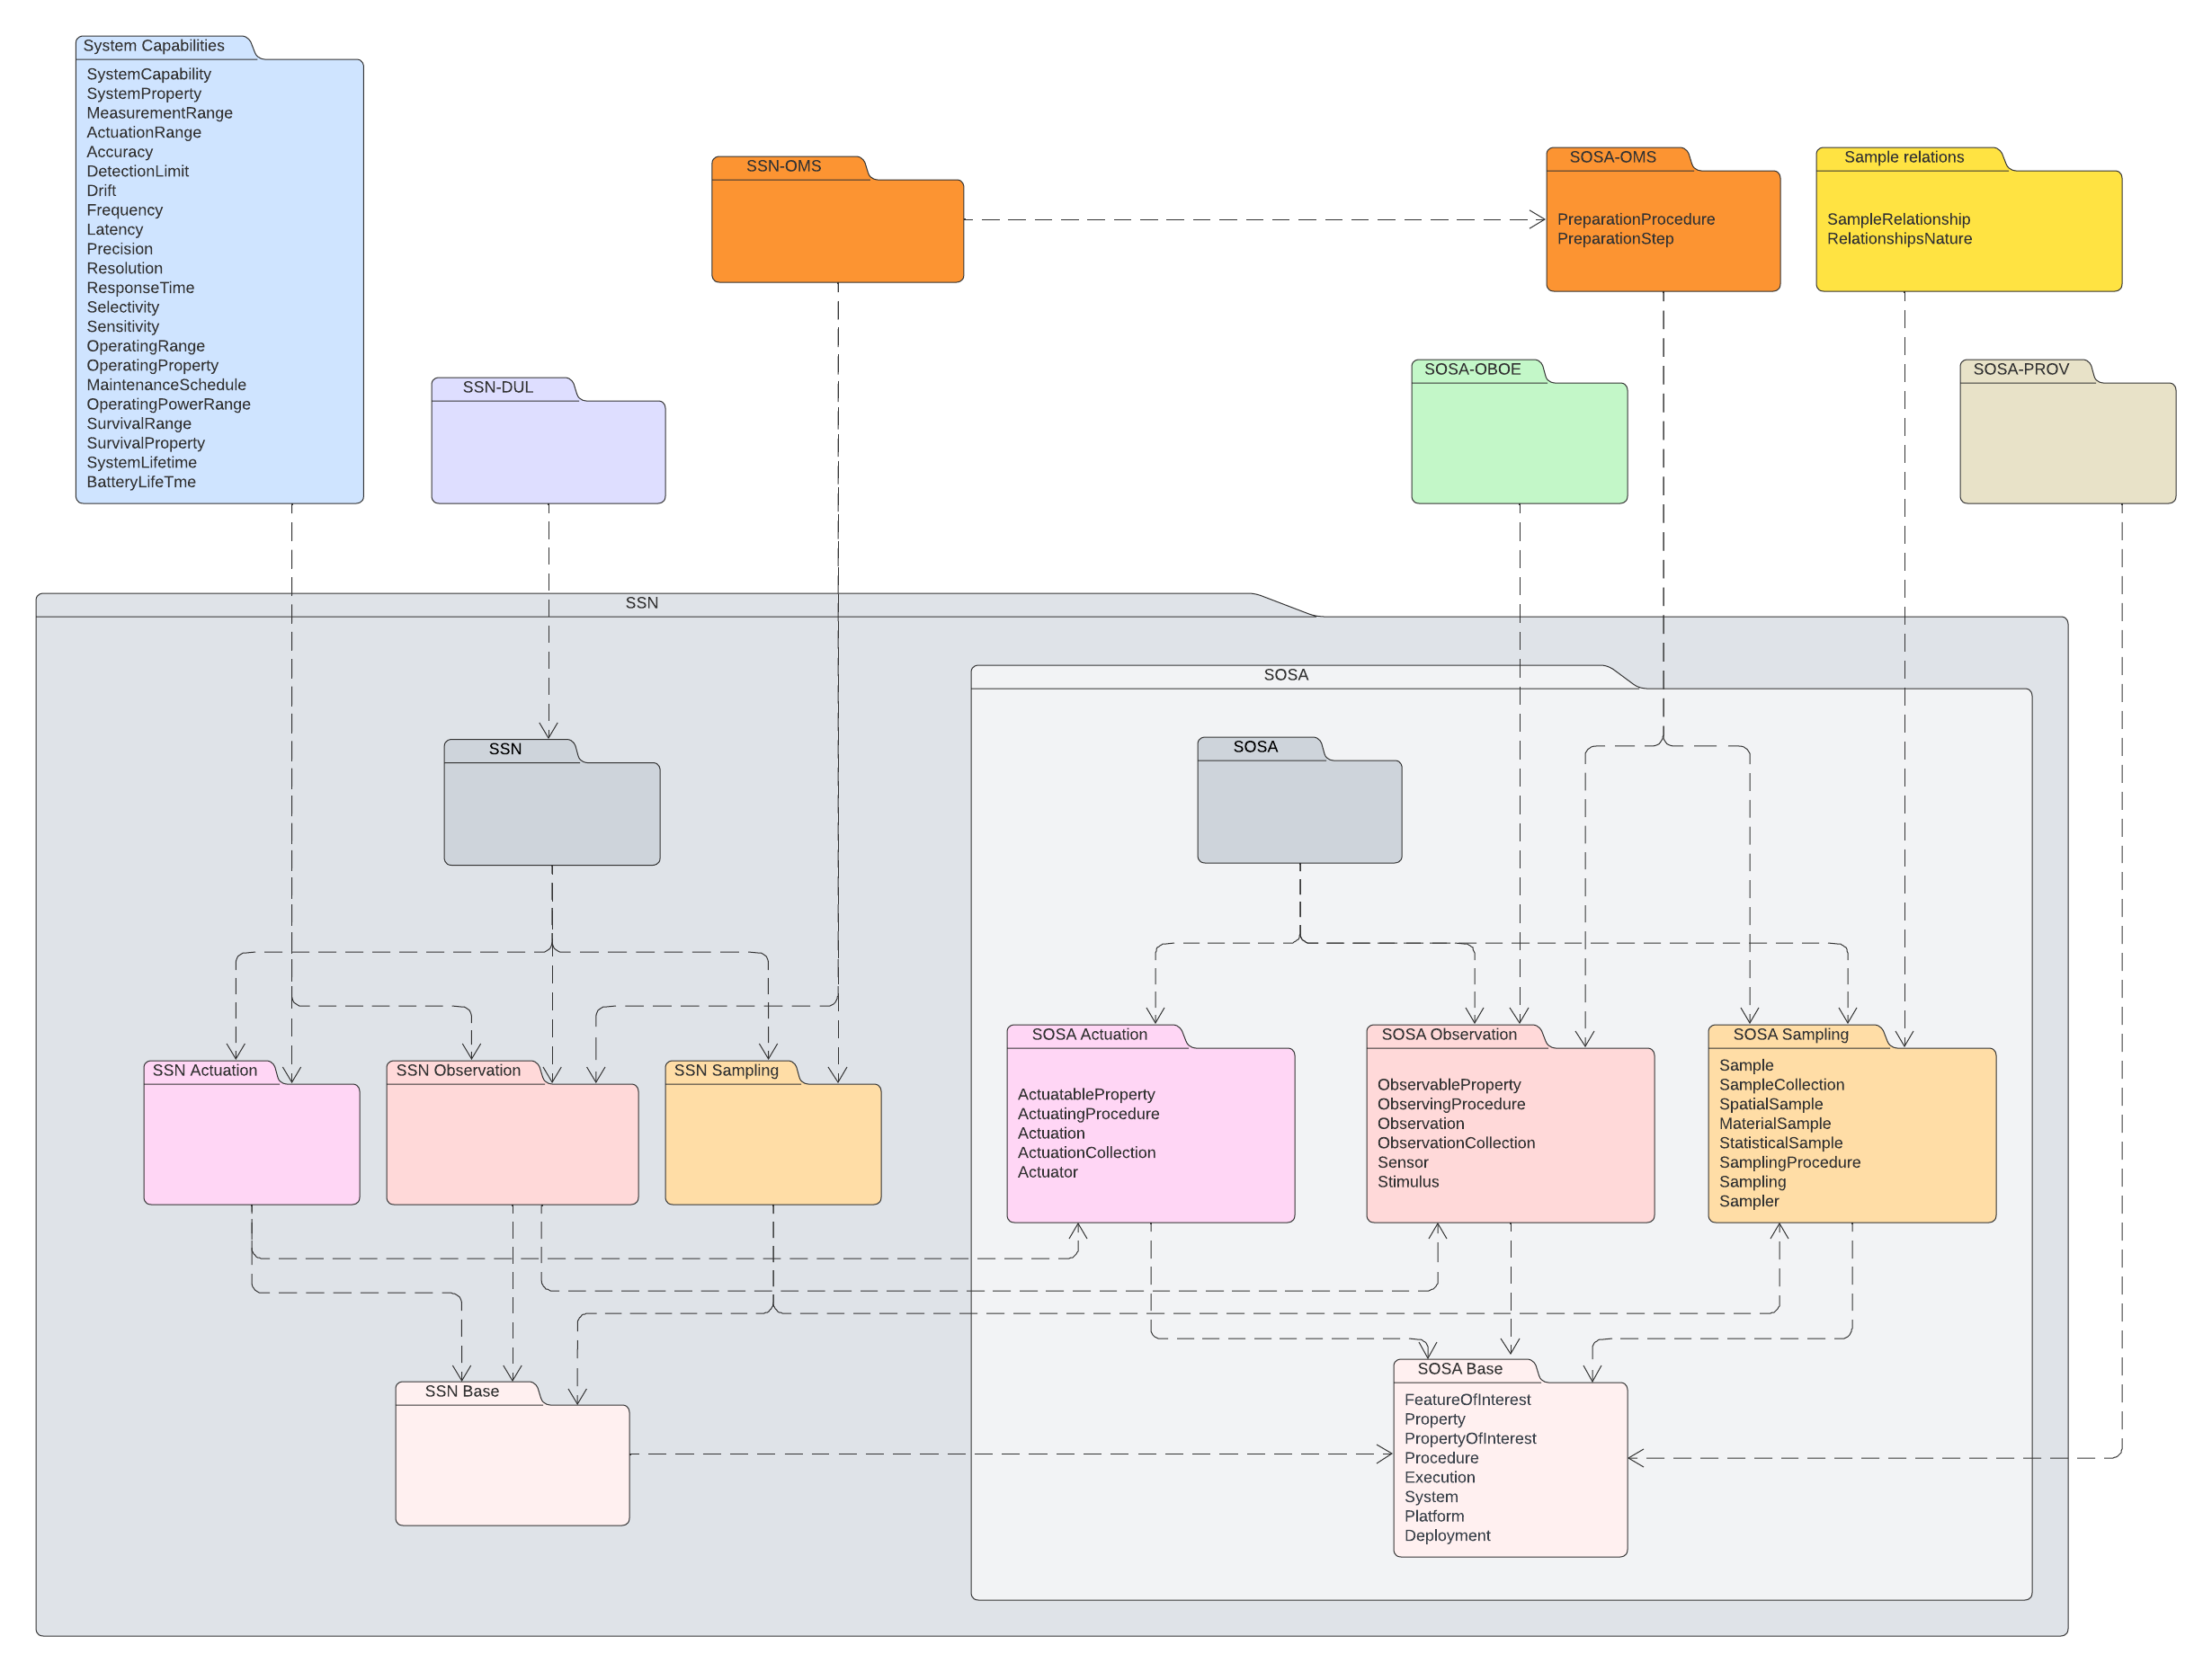 System Capabilities
SystemCapability
SystemProperty
MeasurementRange
ActuationRange
Accuracy
DetectionLimit
Drift
Frequency
Latency
Precision
Resolution
ResponseTime
Selectivity
Sensitivity
OperatingRange
OperatingProperty
MaintenanceSchedule
OperatingPowerRange
SurvivalRange
SurvivalProperty
SystemLifetime
BatteryLifeTme
SSN-OMS
SOSA-OMS
PreparationProcedure
PreparationStep
Sample relations
SampleRelationship
RelationshipsNature
SSN-DUL
SOSA-OBOE
SOSA-PROV
SSN
SOSA
SSN
SOSA
SSN Actuation
SSN Observation
SSN Sampling
SOSA Actuation
ActuatableProperty
ActuatingProcedure
Actuation
ActuationCollection
Actuator
SOSA Observation
ObservableProperty
ObservingProcedure
Observation
ObservationCollection
Sensor
Stimulus
SOSA Sampling
Sample
SampleCollection
SpatialSample
MaterialSample
StatisticalSample
SamplingProcedure
Sampling
Sampler
SSN Base
SOSA Base
FeatureOfInterest
Property
PropertyOfInterest
Procedure
Execution
System
Platform
Deployment